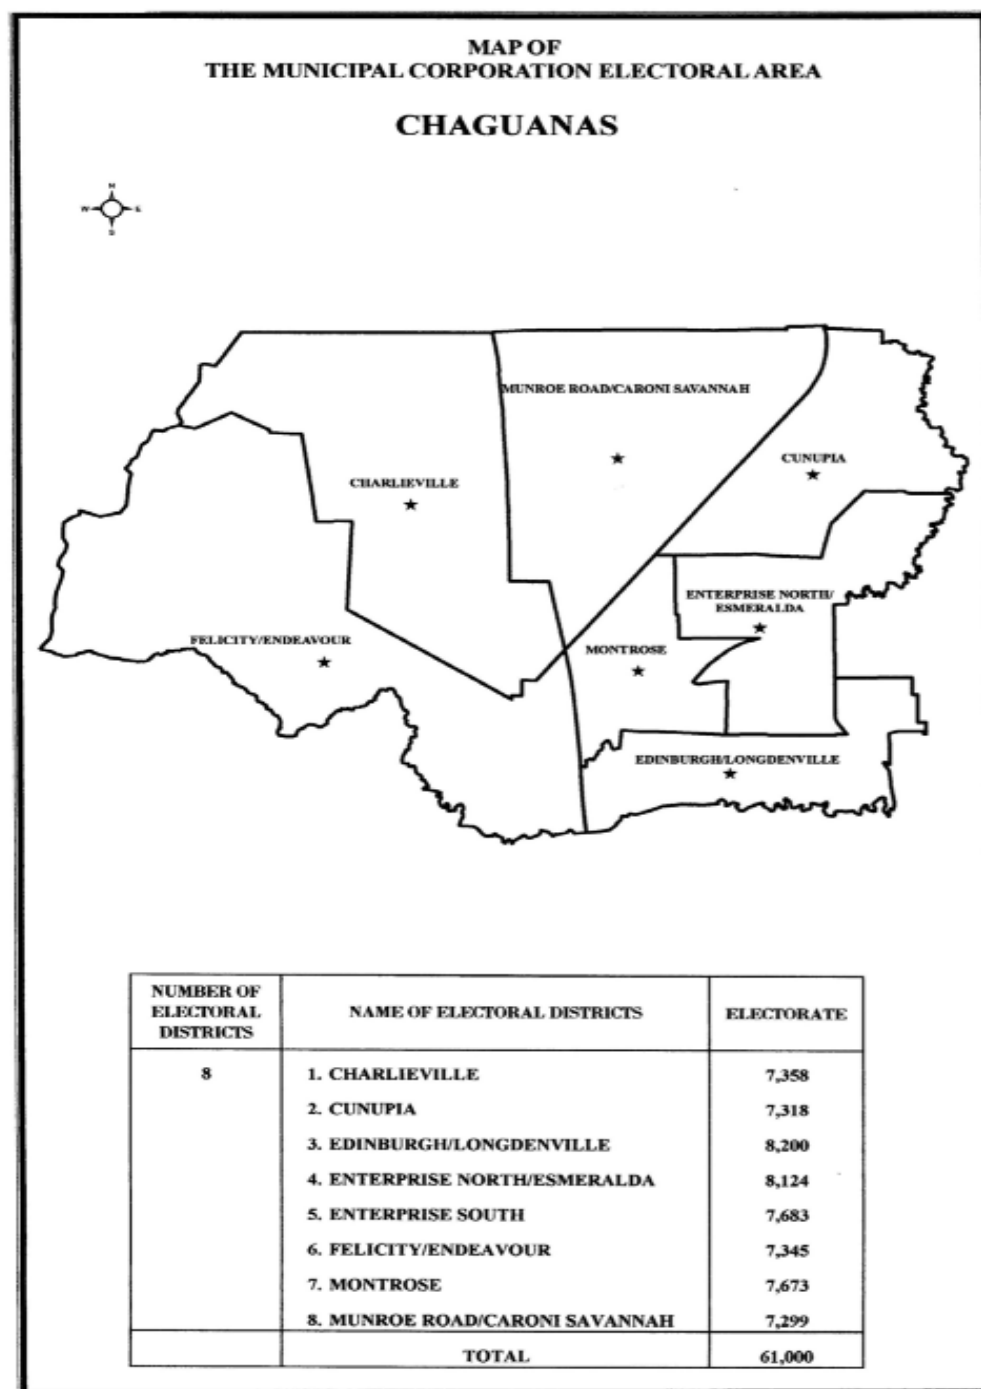 MAP OF
THE MUNICIPAL CORPORATION ELECTORAL AREA
CHAGUANAS
N
W E
S
MUNROE ROAD/CARONI SAVANNAH
CUNUPIA
CHARLIEVILLE
ENTERPRISE NORTH/
ESMERALDA
FELICITY/ENDEAVOUR
MONTROSE
EDINBURGH/LONGDENVILLE
NUMBER OF
ELECTORAL
DISTRICTS
NAME OF ELECTORAL DISTRICTS
ELECTORATE
8
1. CHARLIEVILLE 7,358
2. CUNUPIA 7,318
3. EDINBURGH/LONGDENVILLE 8,200
4. ENTERPRISE NORTH/ESMERALDA 8,124
5. ENTERPRISE SOUTH 7,683
6. FELICITY/ENDEAVOUR 7,345
7. MONTROSE 7,673
8. MUNROE ROAD/CARONI SAVANNAH 7,299
TOTAL 61,000